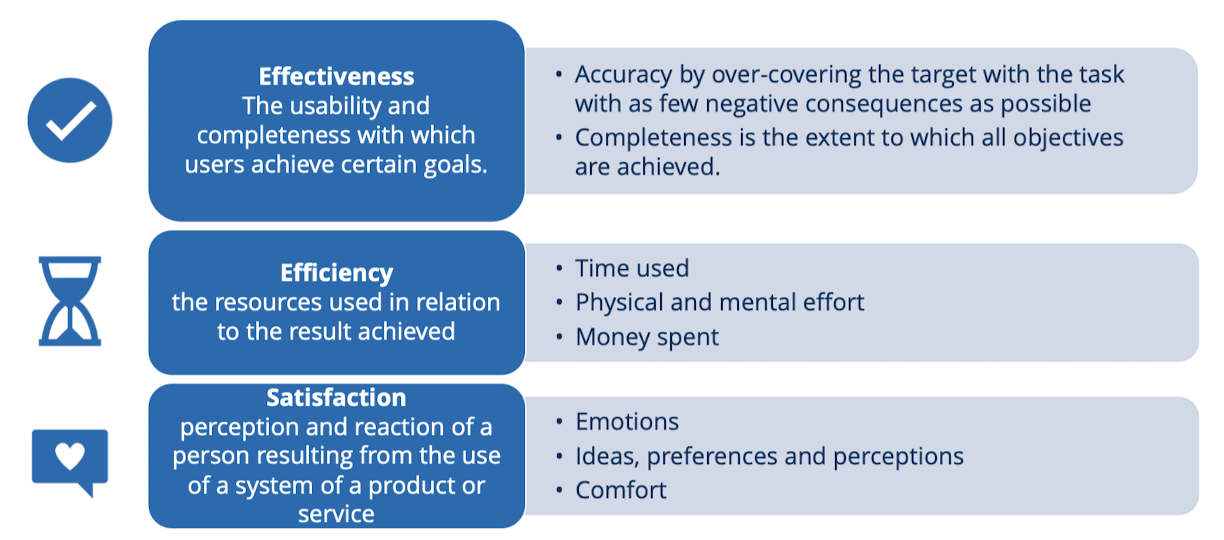 Effectiveness
The usability and
completeness with which
users achieve certain goals.
• Accuracy by over-covering the target with the task
with as few negative consequences as possible
• Completeness is the extent to which all objectives
are achieved.
Efficiency
the resources used in relation
to the result achieved
• Time used
• Physical and mental effort
• Money spent
Satisfaction
perception and reaction of a
person resulting from the use
of a system of a product or
service
• Emotions
• Ideas, preferences and perceptions
• Comfort